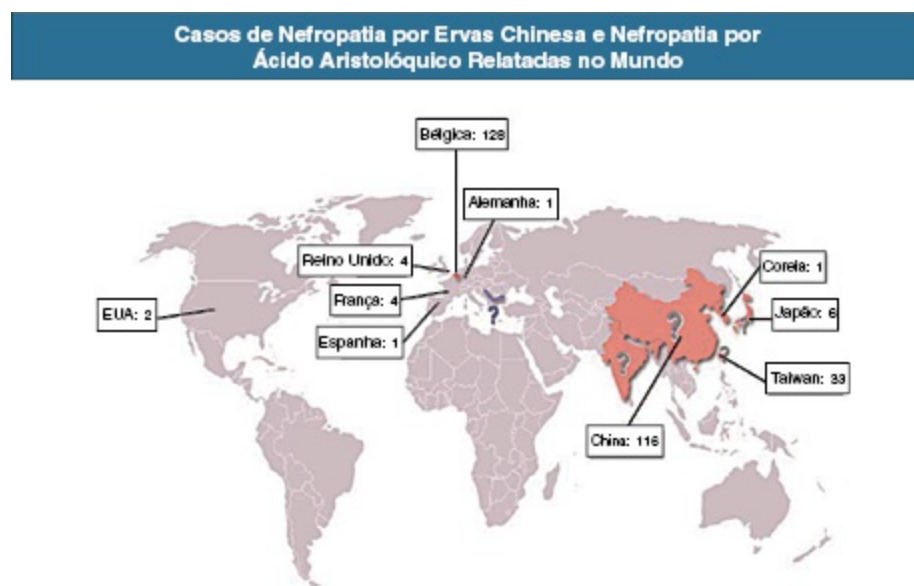 Casos de Nefropatia por Ervas Chinesa e Nefropatia por
Ácido Aristolóquico Relatadas no Mundo
Bélgica: 128
Alemanha: 1
Reino Unido: 4
Coreia: 1
França: 4
EUA: 2
Japão: 6
Espanha: 1
?
?
?
?
?
Taiwan: 33
China: 116